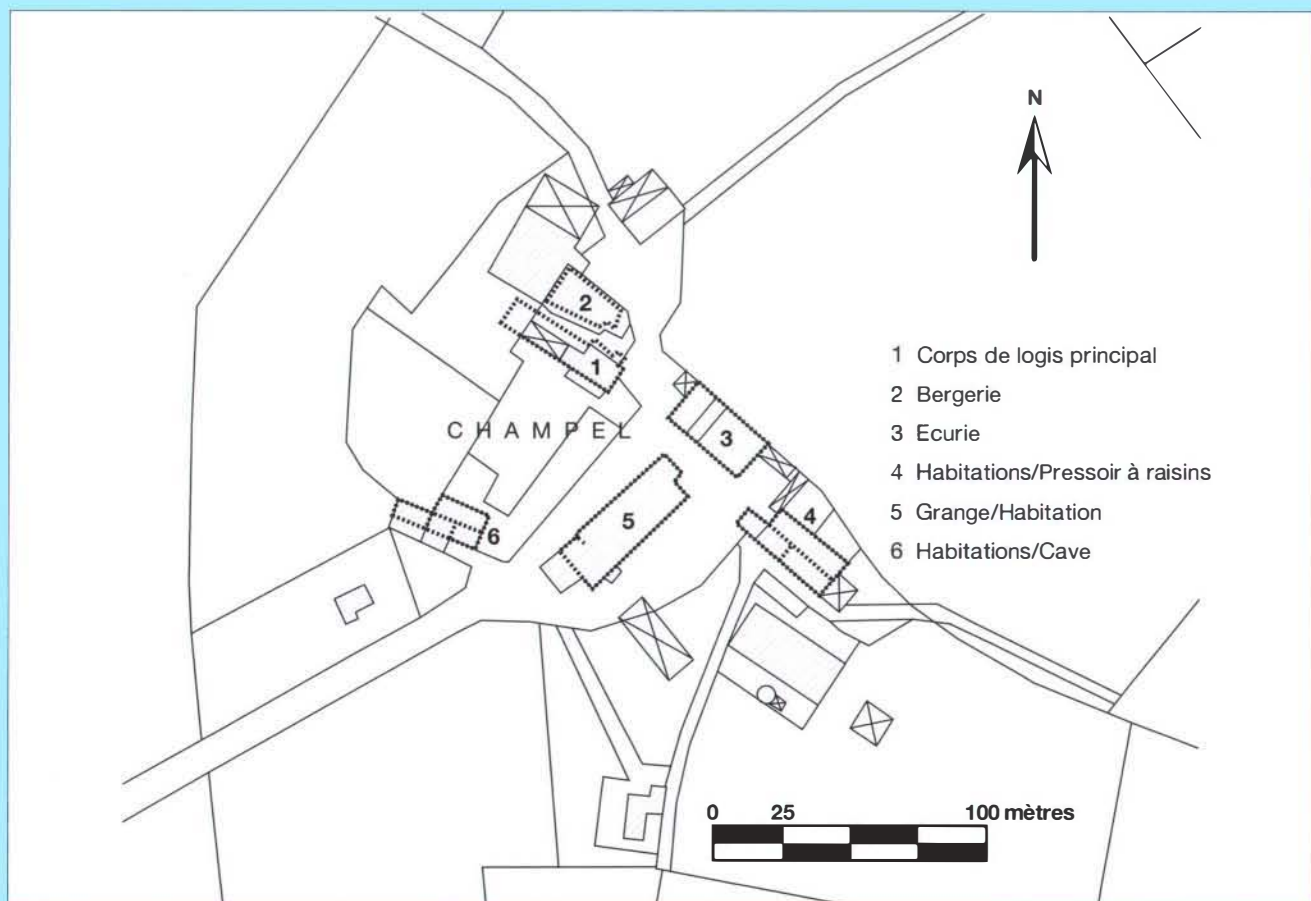 N
2
1
CHAMPEL
3
4
5
6
1 Corps de logis principal
2 Bergerie
3 Ecurie
4 Habitations/Pressoir à raisins
5 Grange/Habitation
6 Habitations/Cave
0 25 100 mètres